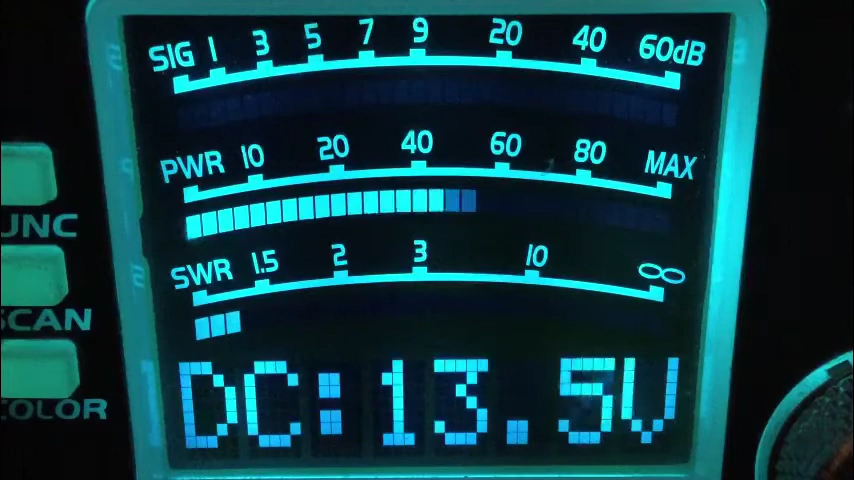 SIG 1 3 5 7 9 20 40 60dB
PWR 10 20 40 60 80 MAX
UNC
SWR 1.5 2 3 10 ∞
SCAN
COLOR
DC:13.5V